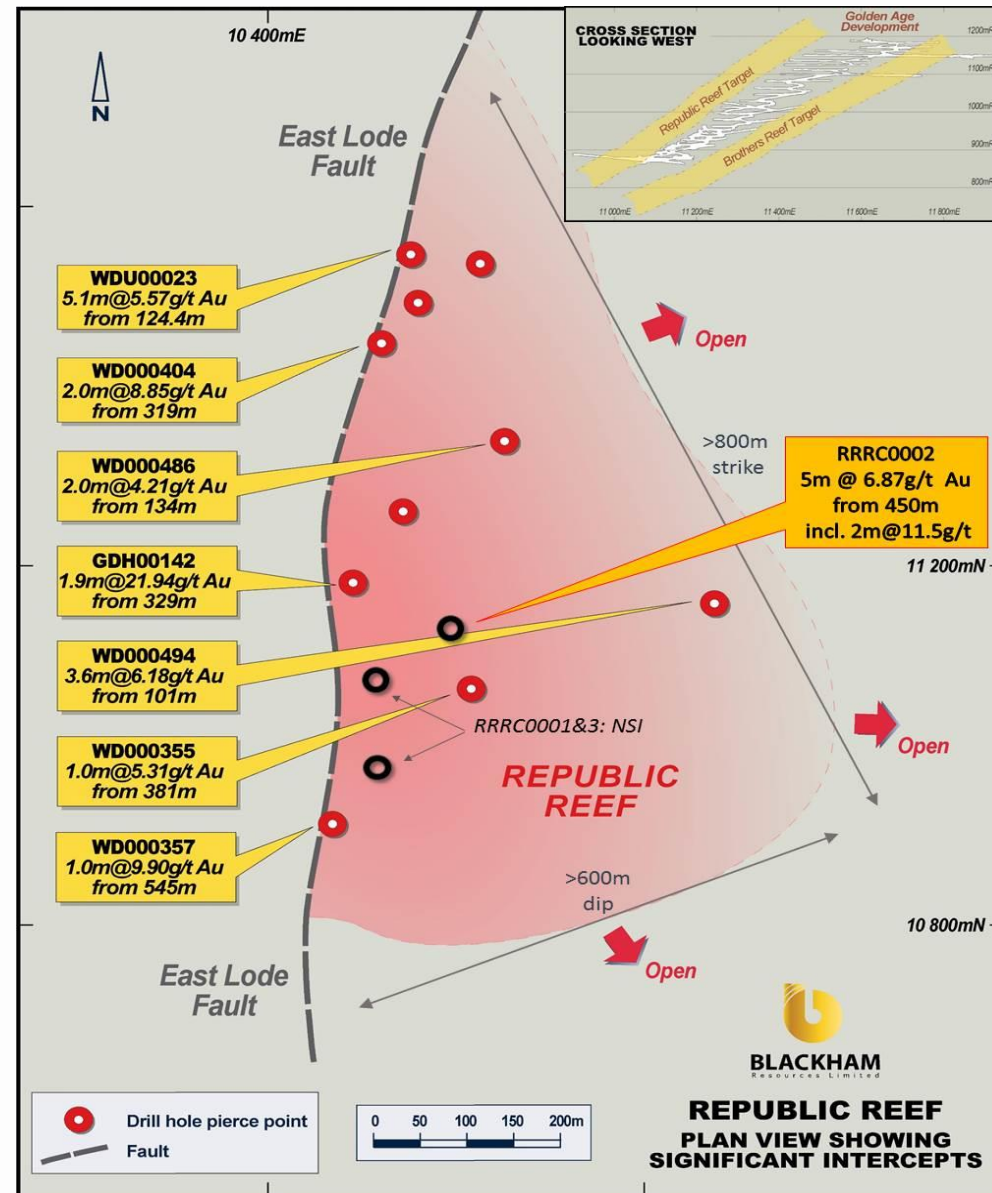 10 400mE
N
East Lode
Fault
CROSS SECTION
LOOKING WEST
Golden Age
Development
Republic Reef Target
Brothers Reef Target
1200mR
1100mR
1000mR
900mR
800mR
11 000mE
11 200mE
11 400mE
11 600mE
11 800mE
WDU00023
5.1m@5.57g/t Au
from 124.4m
WD000404
2.0m@8.85g/t Au
from 319m
WD000486
2.0m@4.21g/t Au
from 134m
GDH00142
1.9m@21.94g/t Au
from 329m
WD000494
3.6m@6.18g/t Au
from 101m
WD000355
1.0m@5.31g/t Au
from 381m
WD000357
1.0m@9.90g/t Au
from 545m
Open
>800m
strike
RRRC0002
5m @ 6.87g/t Au
from 450m
incl. 2m@11.5g/t
11 200mN
RRRC0001&3: NSI
Open
REPUBLIC
REEF
>600m
dip
10 800mN
Open
East Lode
Fault
BLACKHAM
Resources Limited
Drill hole pierce point
Fault
0 50 100 150 200m
REPUBLIC REEF
PLAN VIEW SHOWING
SIGNIFICANT INTERCEPTS